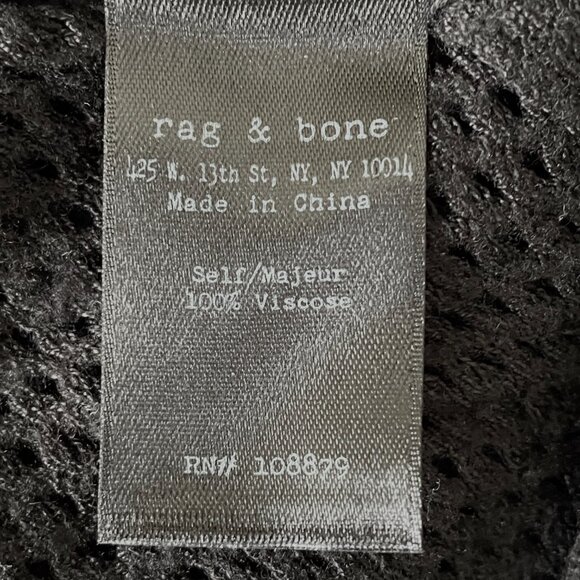 rag & bone
425 W. 13th St, NY, NY 10014
Made in China
Self/Majeur
100% Viscose
RN# 108879